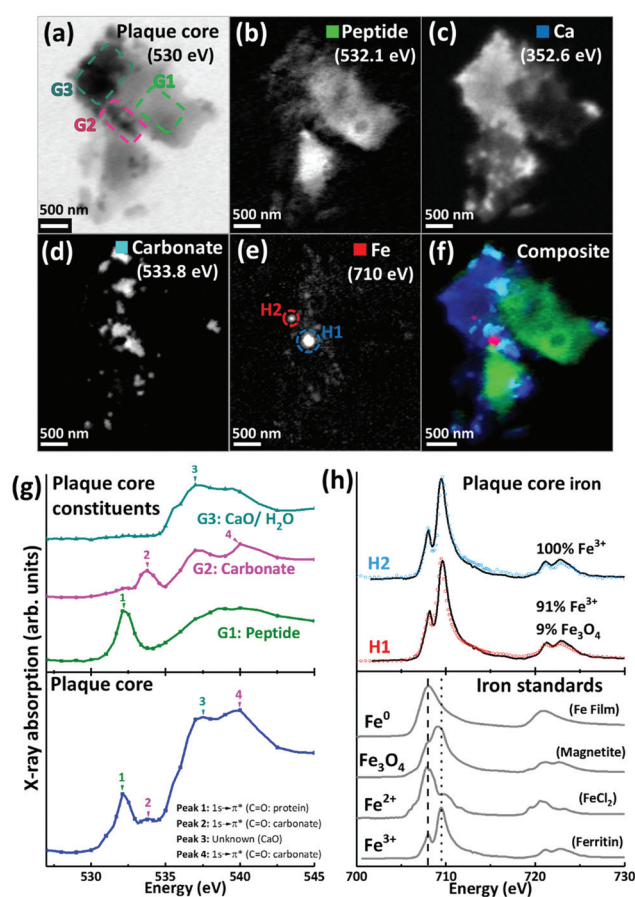 (a) Plaque core
(530 eV)
G3
G1
G2
500 nm
(b) Peptide
(532.1 eV)
500 nm
(c) Ca
(352.6 eV)
500 nm
(d) Carbonate
(533.8 eV)
500 nm
(e) Fe
(710 eV)
H2
H1
500 nm
(f) Composite
500 nm
(g) Plaque core
constituents
3
G3: CaO/ H₂O
2
4
G2: Carbonate
1
G1: Peptide
Plaque core
3
4
1
2
Peak 1: 1s→π* (C=O: protein)
Peak 2: 1s→π* (C=O: carbonate)
Peak 3: Unknown (CaO)
Peak 4: 1s→π* (C=O: carbonate)
X-ray absorption (arb. units)
530 535 540 545
Energy (eV)
(h) Plaque core iron
H2
100% Fe³⁺
91% Fe³⁺
9% Fe₃O₄
H1
Iron standards
Fe⁰ (Fe Film)
Fe₃O₄ (Magnetite)
Fe²⁺ (FeCl₂)
Fe³⁺ (Ferritin)
700 710 720 730
Energy (eV)